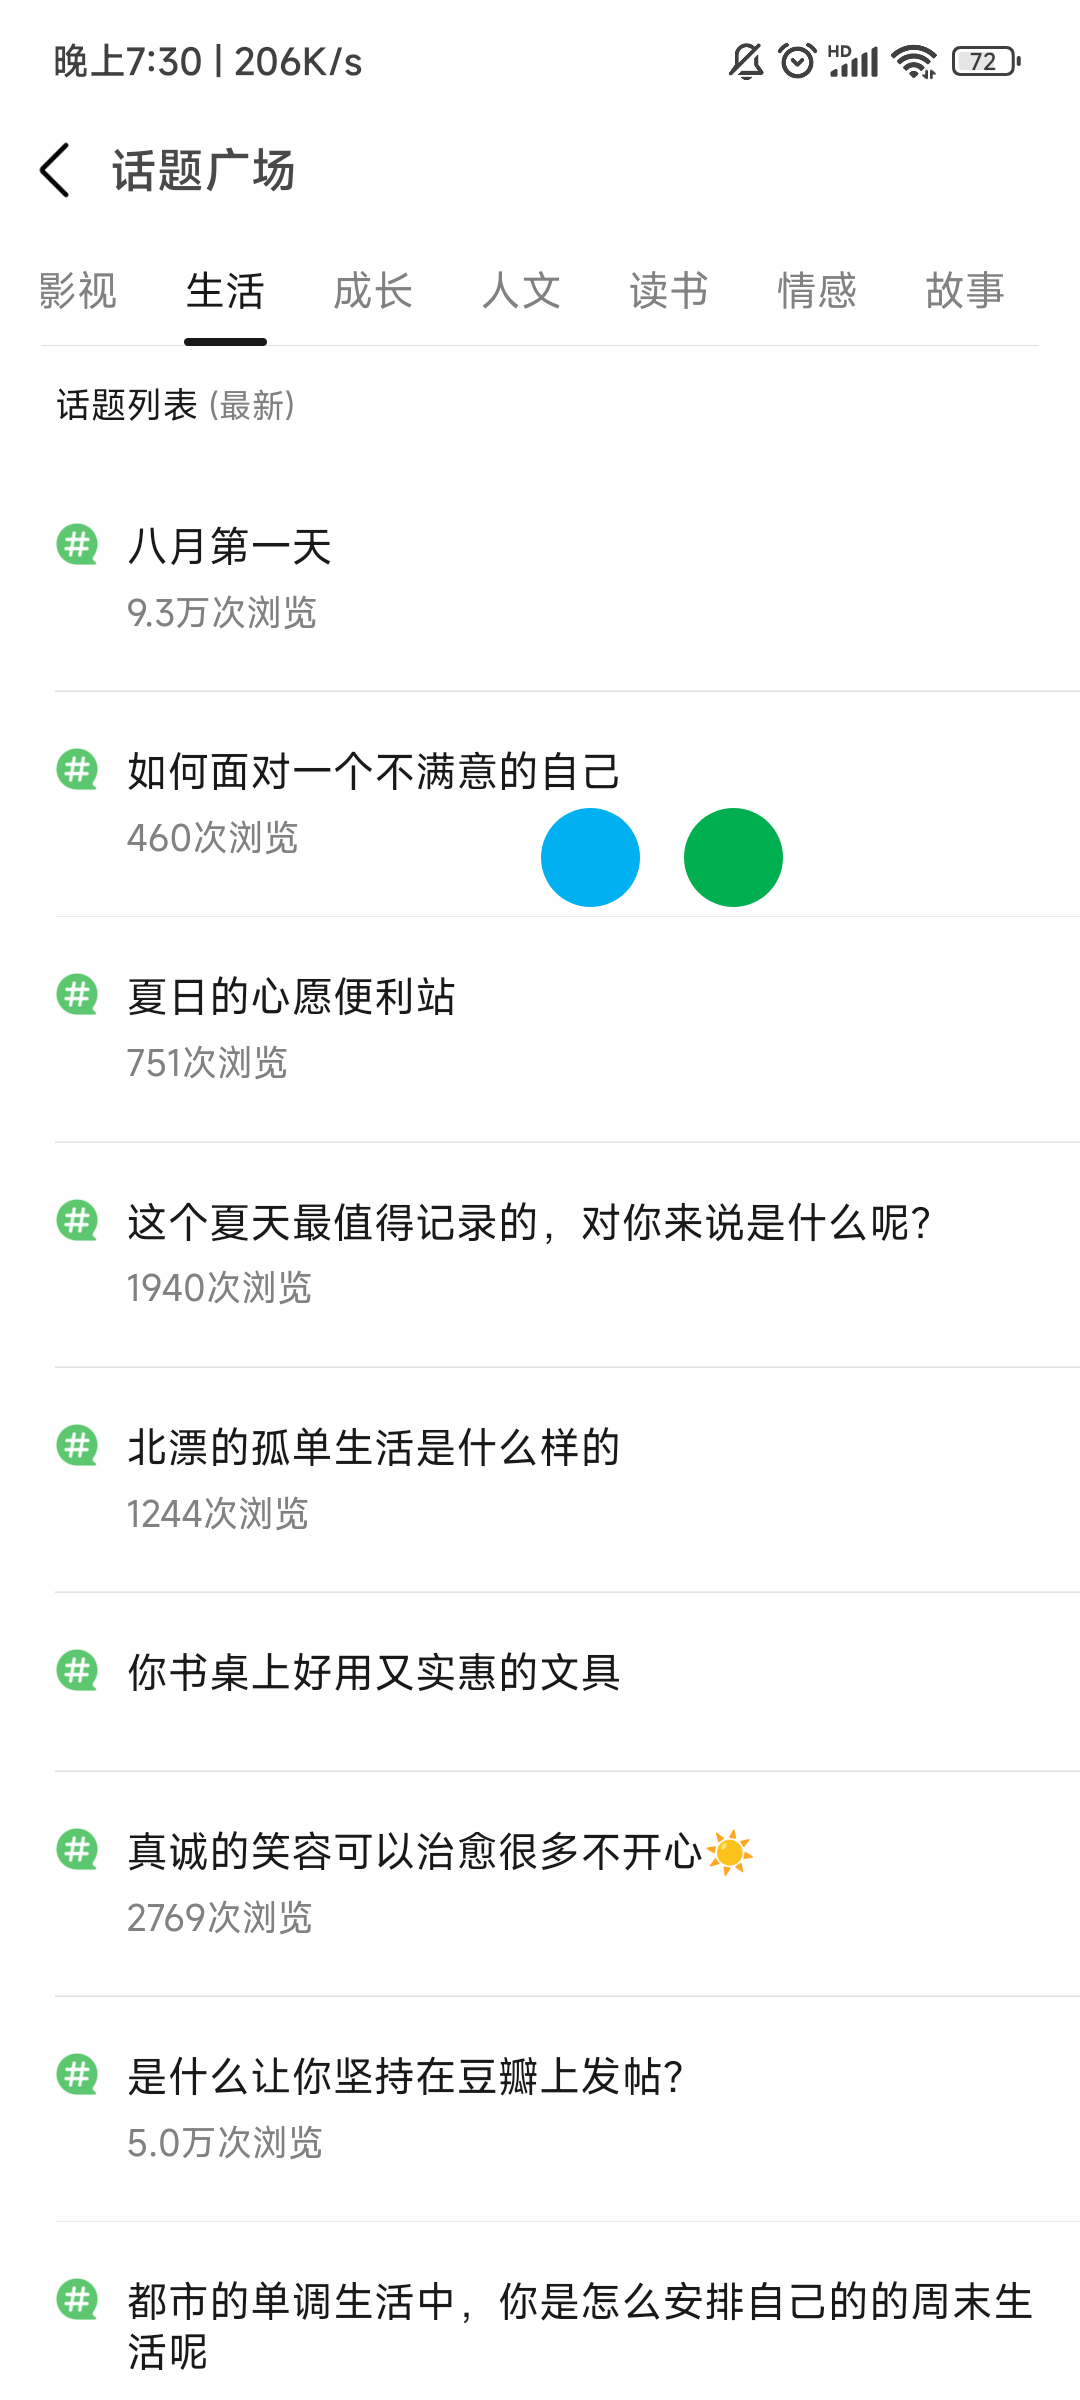 晚上7:30 | 206K/s
HD
72
话题广场
影视 生活 成长 人文 读书 情感 故事
话题列表 (最新)
八月第一天
9.3万次浏览
如何面对一个不满意的自己
460次浏览
夏日的心愿便利站
751次浏览
这个夏天最值得记录的，对你来说是什么呢?
1940次浏览
北漂的孤单生活是什么样的
1244次浏览
你书桌上好用又实惠的文具
真诚的笑容可以治愈很多不开心☀️
2769次浏览
是什么让你坚持在豆瓣上发帖?
5.0万次浏览
都市的单调生活中，你是怎么安排自己的的周末生
活呢